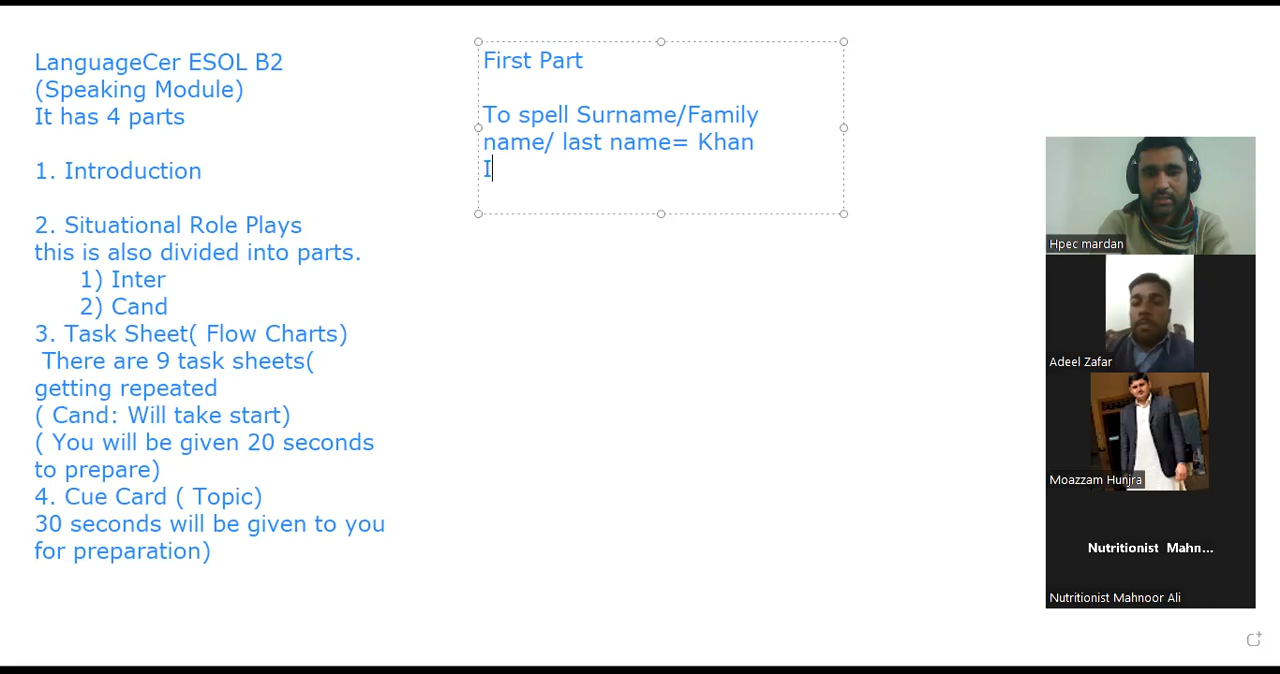 LanguageCer ESOL B2
(Speaking Module)
It has 4 parts
1. Introduction
2. Situational Role Plays
this is also divided into parts.
1) Inter
2) Cand
3. Task Sheet( Flow Charts)
There are 9 task sheets(
getting repeated
( Cand: Will take start)
( You will be given 20 seconds
to prepare)
4. Cue Card ( Topic)
30 seconds will be given to you
for preparation)
First Part
To spell Surname/Family
name/ last name= Khan
I
Hpec mardan
Adeel Zafar
Moazzam Hunjra
Nutritionist Mahn...
Nutritionist Mahnoor Ali